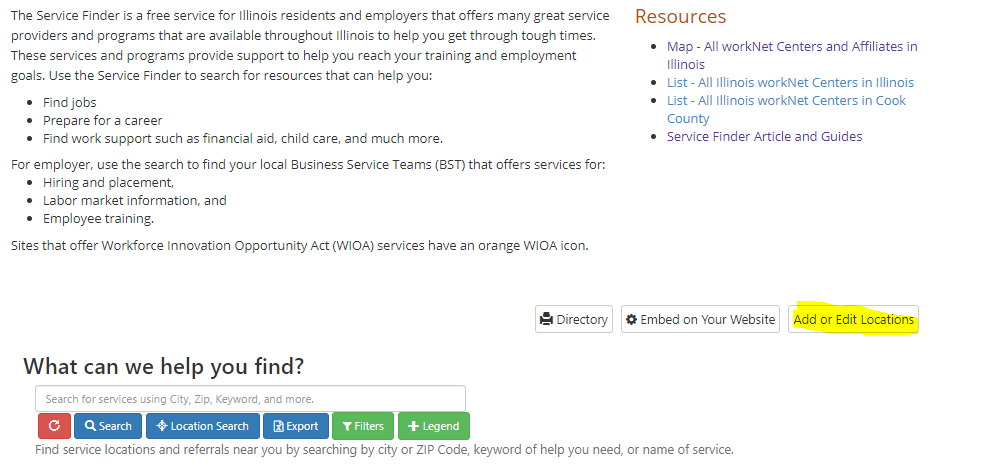 The Service Finder is a free service for Illinois residents and employers that offers many great service
providers and programs that are available throughout Illinois to help you get through tough times.
These services and programs provide support to help you reach your training and employment
goals. Use the Service Finder to search for resources that can help you:
Find jobs
Prepare for a career
Find work support such as financial aid, child care, and much more.
For employer, use the search to find your local Business Service Teams (BST) that offers services for:
Hiring and placement,
Labor market information, and
Employee training.
Sites that offer Workforce Innovation Opportunity Act (WIOA) services have an orange WIOA icon.
Resources
Map - All workNet Centers and Affiliates in
Illinois
List - All Illinois workNet Centers in Illinois
List - All Illinois workNet Centers in Cook
County
Service Finder Article and Guides
Directory
Embed on Your Website
Add or Edit Locations
What can we help you find?
Search for services using City, Zip, Keyword, and more.
Search
Location Search
Export
Filters
Legend
Find service locations and referrals near you by searching by city or ZIP Code, keyword of help you need, or name of service.